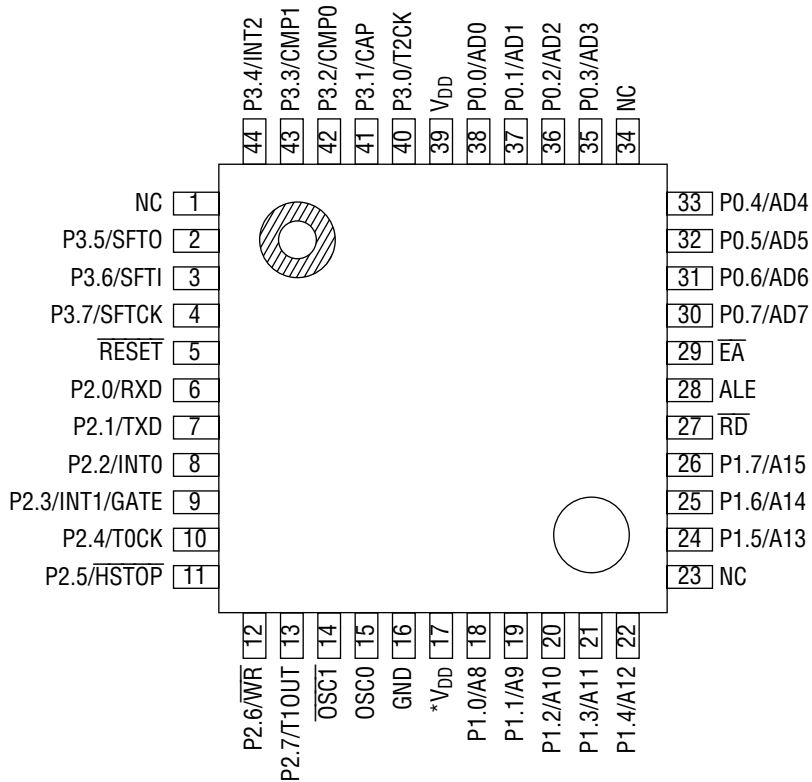 P3.4/INT2
P3.3/CMP1
P3.2/CMP0
P3.1/CAP
P3.0/T2CK
VDD
P0.0/AD0
P0.1/AD1
P0.2/AD2
P0.3/AD3
NC
44 43 42 41 40 39 38 37 36 35 34
NC 1
P3.5/SFTO 2
P3.6/SFTI 3
P3.7/SFTCK 4
RESET 5
P2.0/RXD 6
P2.1/TXD 7
P2.2/INT0 8
P2.3/INT1/GATE 9
P2.4/T0CK 10
P2.5/HSTOP 11
33 P0.4/AD4
32 P0.5/AD5
31 P0.6/AD6
30 P0.7/AD7
29 EA
28 ALE
27 RD
26 P1.7/A15
25 P1.6/A14
24 P1.5/A13
23 NC
12 13 14 15 16 17 18 19 20 21 22
P2.6/WR
P2.7/T1OUT
OSC1
OSC0
GND
*VDD
P1.0/A8
P1.1/A9
P1.2/A10
P1.3/A11
P1.4/A12